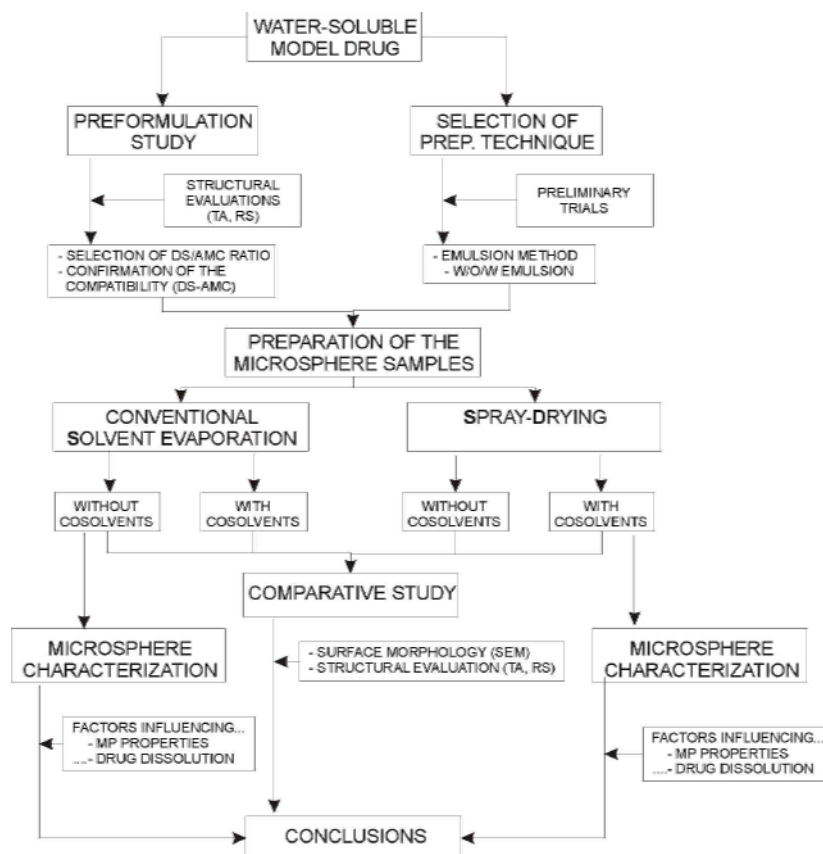 WATER-SOLUBLE
MODEL DRUG
PREFORMULATION
STUDY
SELECTION OF
PREP. TECHNIQUE
STRUCTURAL
EVALUATIONS
(TA, RS)
PRELIMINARY
TRIALS
- SELECTION OF DS/AMC RATIO
- CONFIRMATION OF THE
COMPATIBILITY (DS-AMC)
- EMULSION METHOD
- W/O/W EMULSION
PREPARATION OF THE
MICROSPHERE SAMPLES
CONVENTIONAL
SOLVENT EVAPORATION
SPRAY-DRYING
WITHOUT
COSOLVENTS
WITH
COSOLVENTS
WITHOUT
COSOLVENTS
WITH
COSOLVENTS
COMPARATIVE STUDY
MICROSPHERE
CHARACTERIZATION
- SURFACE MORPHOLOGY (SEM)
- STRUCTURAL EVALUATION (TA, RS)
MICROSPHERE
CHARACTERIZATION
FACTORS INFLUENCING...
- MP PROPERTIES
....- DRUG DISSOLUTION
FACTORS INFLUENCING...
- MP PROPERTIES
....- DRUG DISSOLUTION
CONCLUSIONS